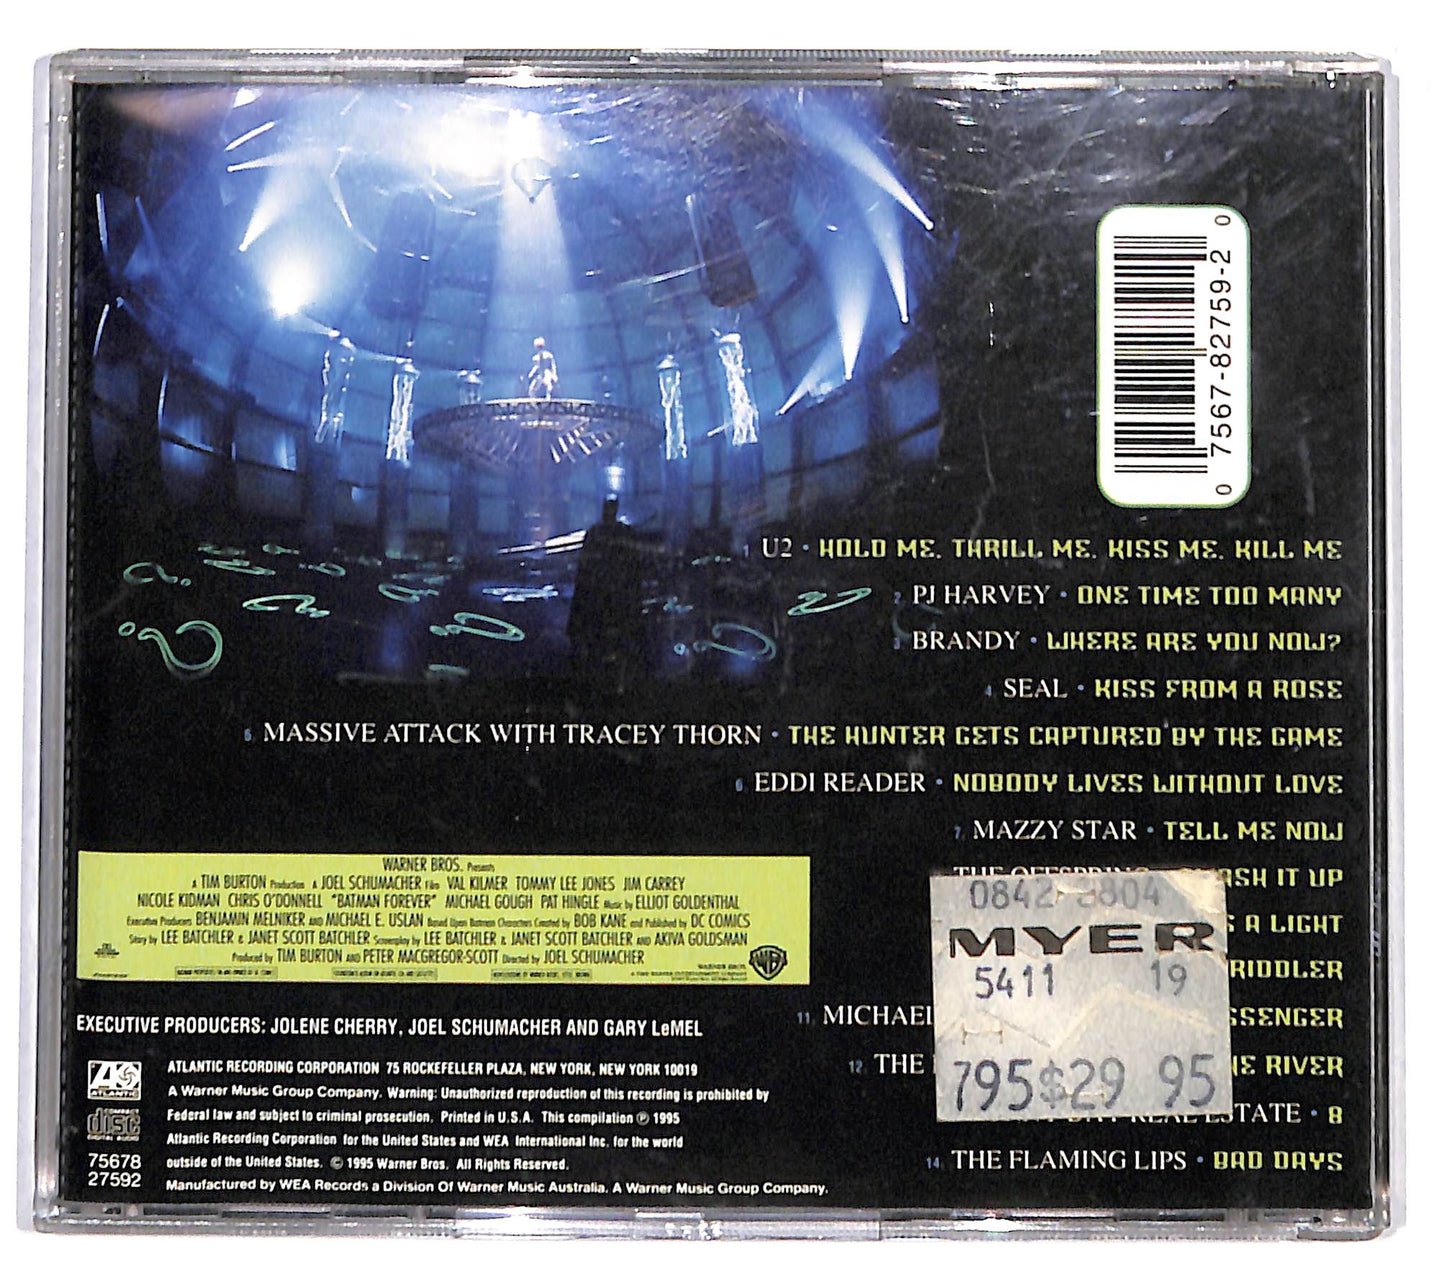 0 7567-82759-2 0
1. U2 • HOLD ME, THRILL ME, KISS ME, KILL ME
2. PJ HARVEY • ONE TIME TOO MANY
3. BRANDY • WHERE ARE YOU NOW?
4. SEAL • KISS FROM A ROSE
5. MASSIVE ATTACK WITH TRACEY THORN • THE HUNTER GETS CAPTURED BY THE GAME
6. EDDI READER • NOBODY LIVES WITHOUT LOVE
7. MAZZY STAR • TELL ME NOW
THE OFFSPRING ASH IT UP
A LIGHT
RIDDLER
11. MICHAEL SSENGER
12. THE HE RIVER
REAL ESTATE • 8
14. THE FLAMING LIPS • BAD DAYS
0842 3804
MYER
5411 19
795$29 95
WARNER BROS. Presents
A TIM BURTON Production A JOEL SCHUMACHER Film VAL KILMER TOMMY LEE JONES JIM CARREY
NICOLE KIDMAN CHRIS O'DONNELL "BATMAN FOREVER" MICHAEL GOUGH PAT HINGLE Music by ELLIOT GOLDENTHAL
Executive Producers BENJAMIN MELNIKER AND MICHAEL E. USLAN Based Upon Batman Characters Created by BOB KANE and Published by DC COMICS
Story by LEE BATCHLER & JANET SCOTT BATCHLER Screenplay by LEE BATCHLER & JANET SCOTT BATCHLER AND AKIVA GOLDSMAN
Produced by TIM BURTON AND PETER MACGREGOR-SCOTT Directed by JOEL SCHUMACHER
WARNER BROS.
EXECUTIVE PRODUCERS: JOLENE CHERRY, JOEL SCHUMACHER AND GARY LeMEL
ATLANTIC
COMPACT
disc
DIGITAL AUDIO
75678
27592
ATLANTIC RECORDING CORPORATION 75 ROCKEFELLER PLAZA, NEW YORK, NEW YORK 10019
A Warner Music Group Company. Warning: Unauthorized reproduction of this recording is prohibited by
Federal law and subject to criminal prosecution. Printed in U.S.A. This compilation ℗ 1995
Atlantic Recording Corporation for the United States and WEA International Inc. for the world
outside of the United States. © 1995 Warner Bros. All Rights Reserved.
Manufactured by WEA Records a Division Of Warner Music Australia. A Warner Music Group Company.